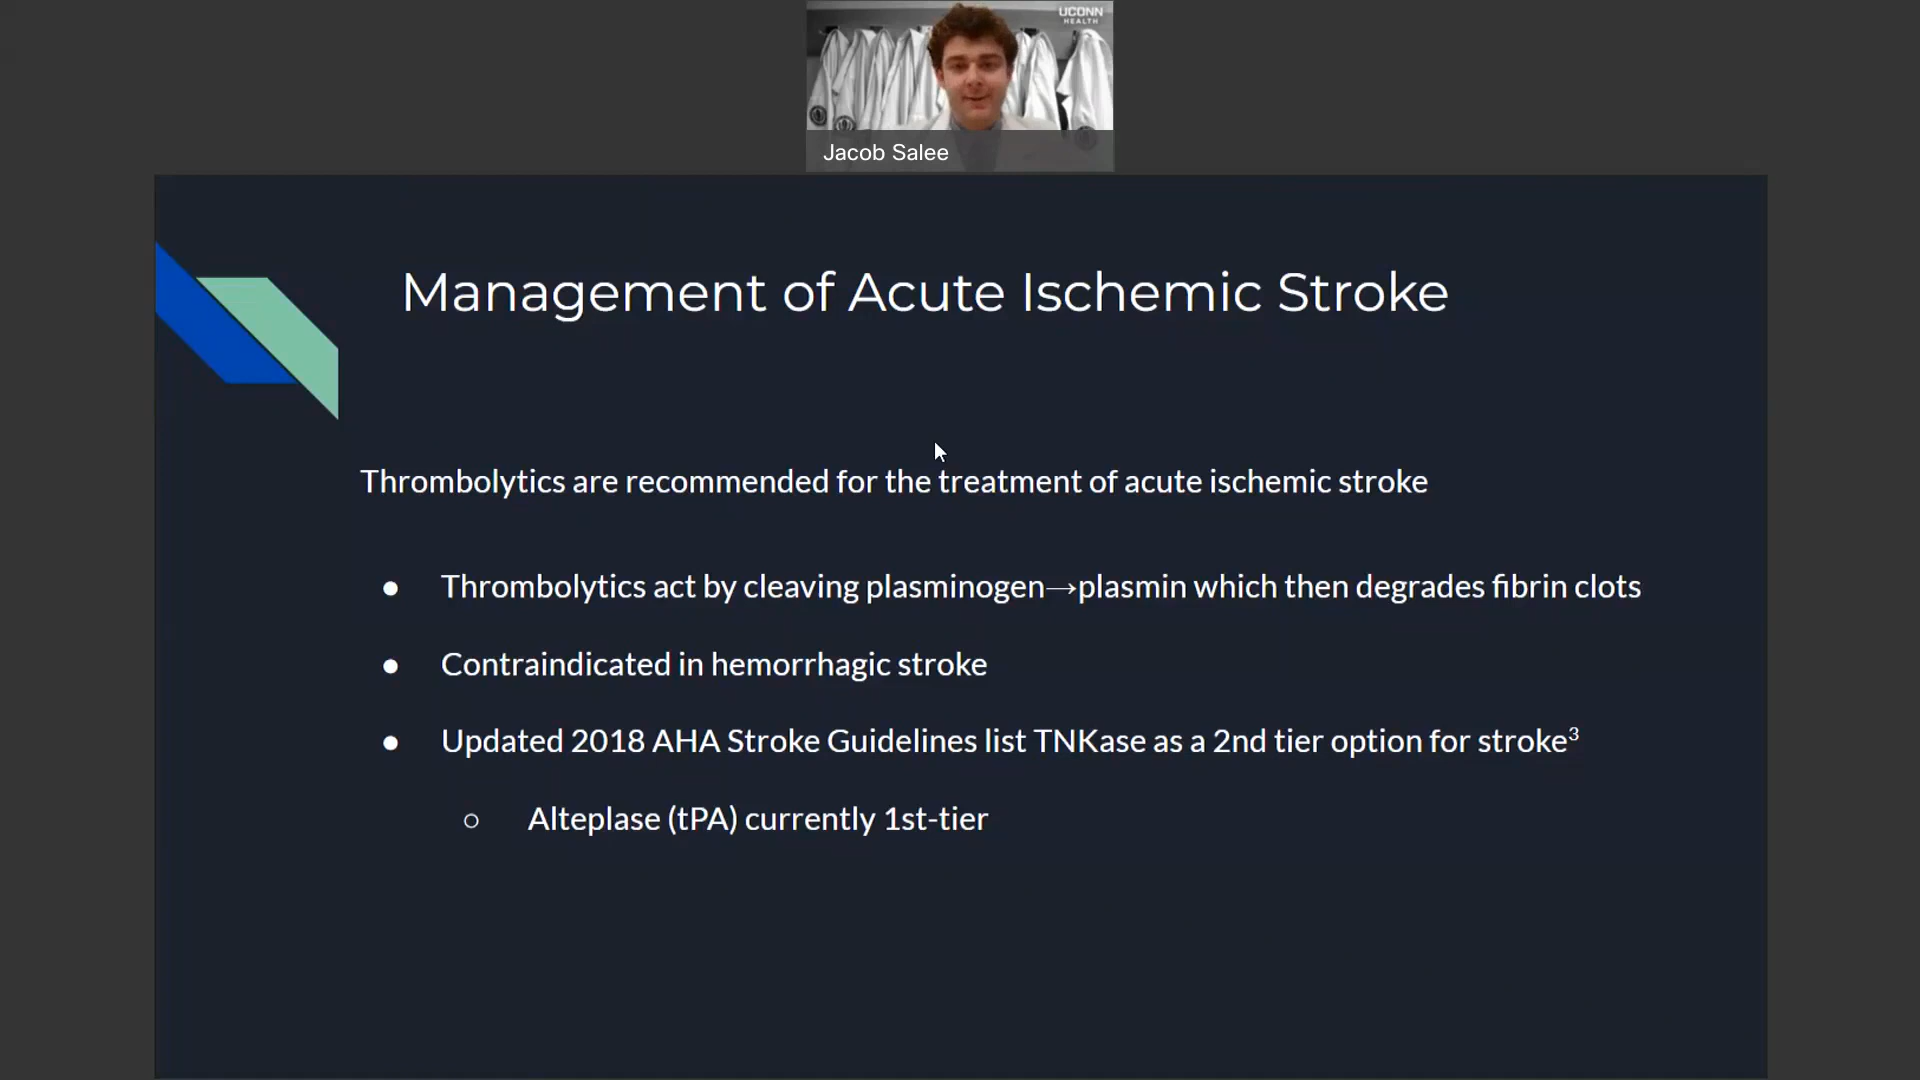 UCONN
HEALTH
Jacob Salee
Management of Acute Ischemic Stroke
Thrombolytics are recommended for the treatment of acute ischemic stroke
● Thrombolytics act by cleaving plasminogen→plasmin which then degrades fibrin clots
● Contraindicated in hemorrhagic stroke
● Updated 2018 AHA Stroke Guidelines list TNKase as a 2nd tier option for stroke³
○ Alteplase (tPA) currently 1st-tier